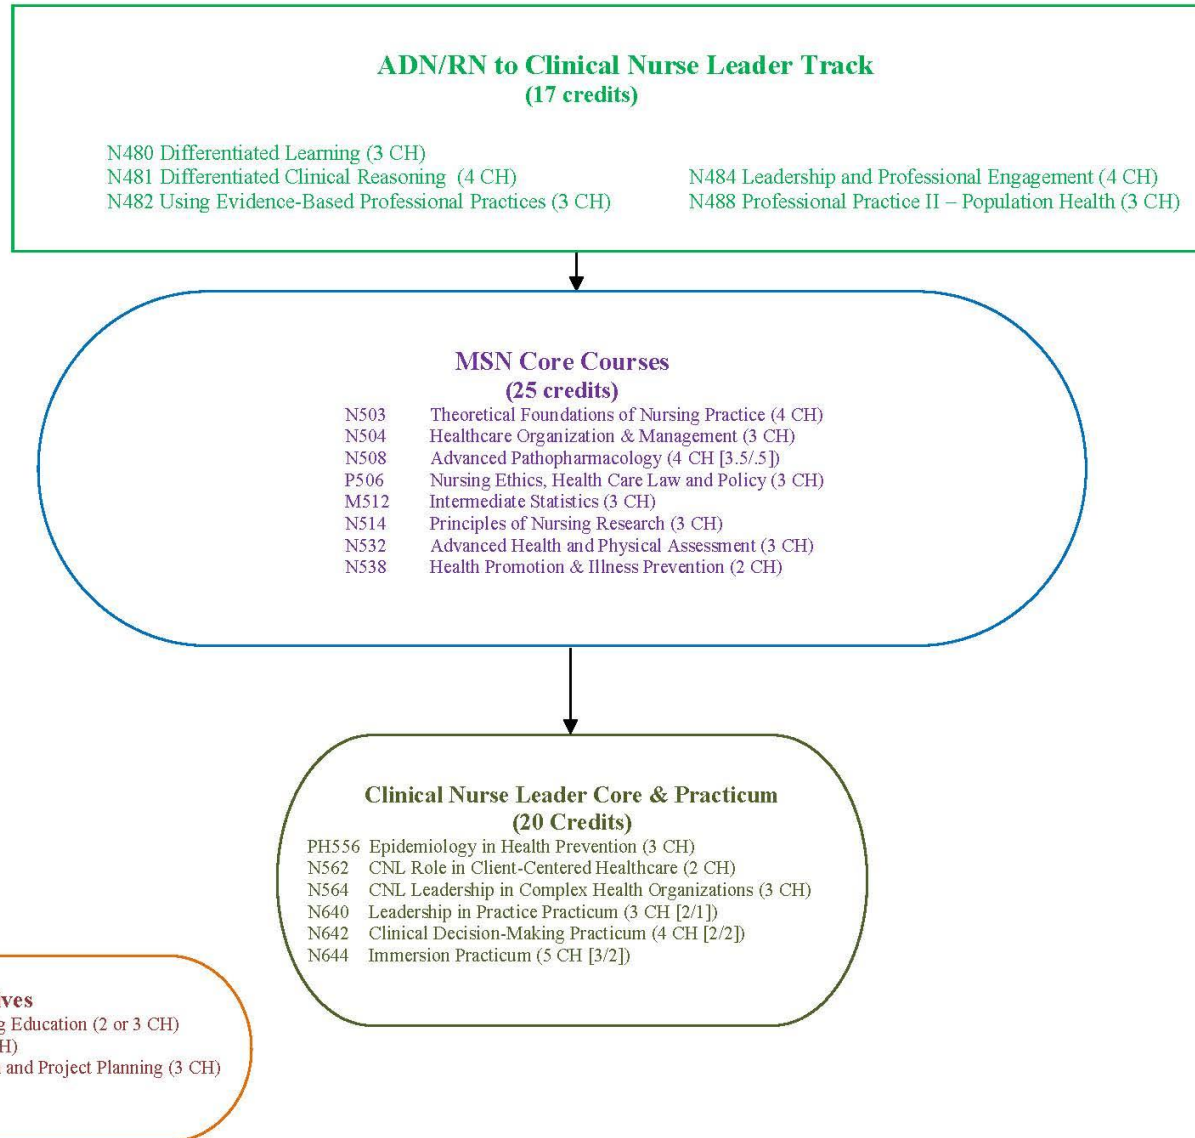 ADN/RN to Clinical Nurse Leader Track
(17 credits)
N480 Differentiated Learning (3 CH)
N481 Differentiated Clinical Reasoning (4 CH)
N482 Using Evidence-Based Professional Practices (3 CH)
N484 Leadership and Professional Engagement (4 CH)
N488 Professional Practice II – Population Health (3 CH)
MSN Core Courses
(25 credits)
N503 Theoretical Foundations of Nursing Practice (4 CH)
N504 Healthcare Organization & Management (3 CH)
N508 Advanced Pathopharmacology (4 CH [3.5/.5])
P506 Nursing Ethics, Health Care Law and Policy (3 CH)
M512 Intermediate Statistics (3 CH)
N514 Principles of Nursing Research (3 CH)
N532 Advanced Health and Physical Assessment (3 CH)
N538 Health Promotion & Illness Prevention (2 CH)
Clinical Nurse Leader Core & Practicum
(20 Credits)
PH556 Epidemiology in Health Prevention (3 CH)
N562 CNL Role in Client-Centered Healthcare (2 CH)
N564 CNL Leadership in Complex Health Organizations (3 CH)
N640 Leadership in Practice Practicum (3 CH [2/1])
N642 Clinical Decision-Making Practicum (4 CH [2/2])
N644 Immersion Practicum (5 CH [3/2])
ves
g Education (2 or 3 CH)
H)
and Project Planning (3 CH)